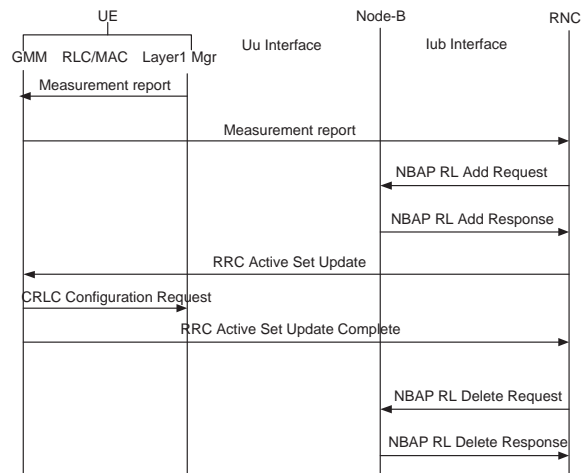 UE
Node-B
RNC
Uu Interface
Iub Interface
GMM RLC/MAC Layer1 Mgr
Measurement report
Measurement report
NBAP RL Add Request
NBAP RL Add Response
RRC Active Set Update
CRLC Configuration Request
RRC Active Set Update Complete
NBAP RL Delete Request
NBAP RL Delete Response